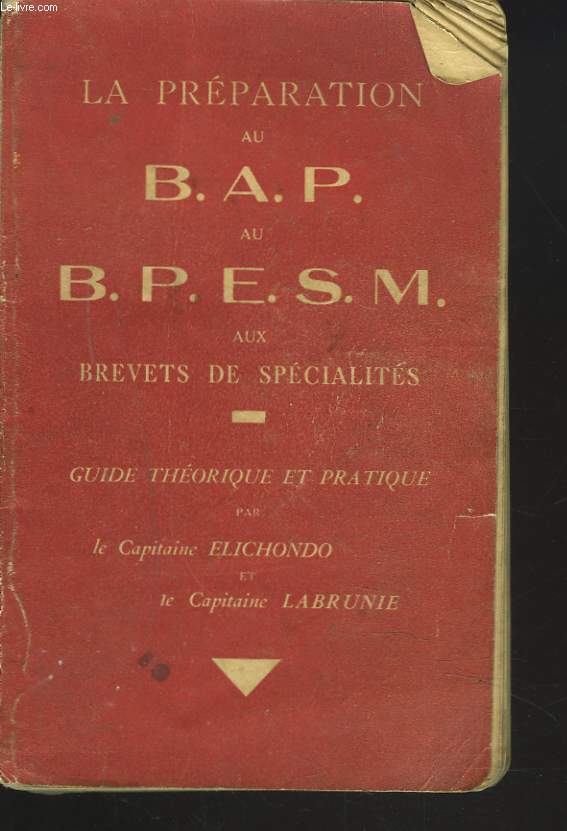 Le-livre.com
LA PRÉPARATION
AU
B. A. P.
AU
B. P. E. S. M.
AUX
BREVETS DE SPÉCIALITÉS
GUIDE THÉORIQUE ET PRATIQUE
PAR
le Capitaine ELICHONDO
ET
le Capitaine LABRUNIE